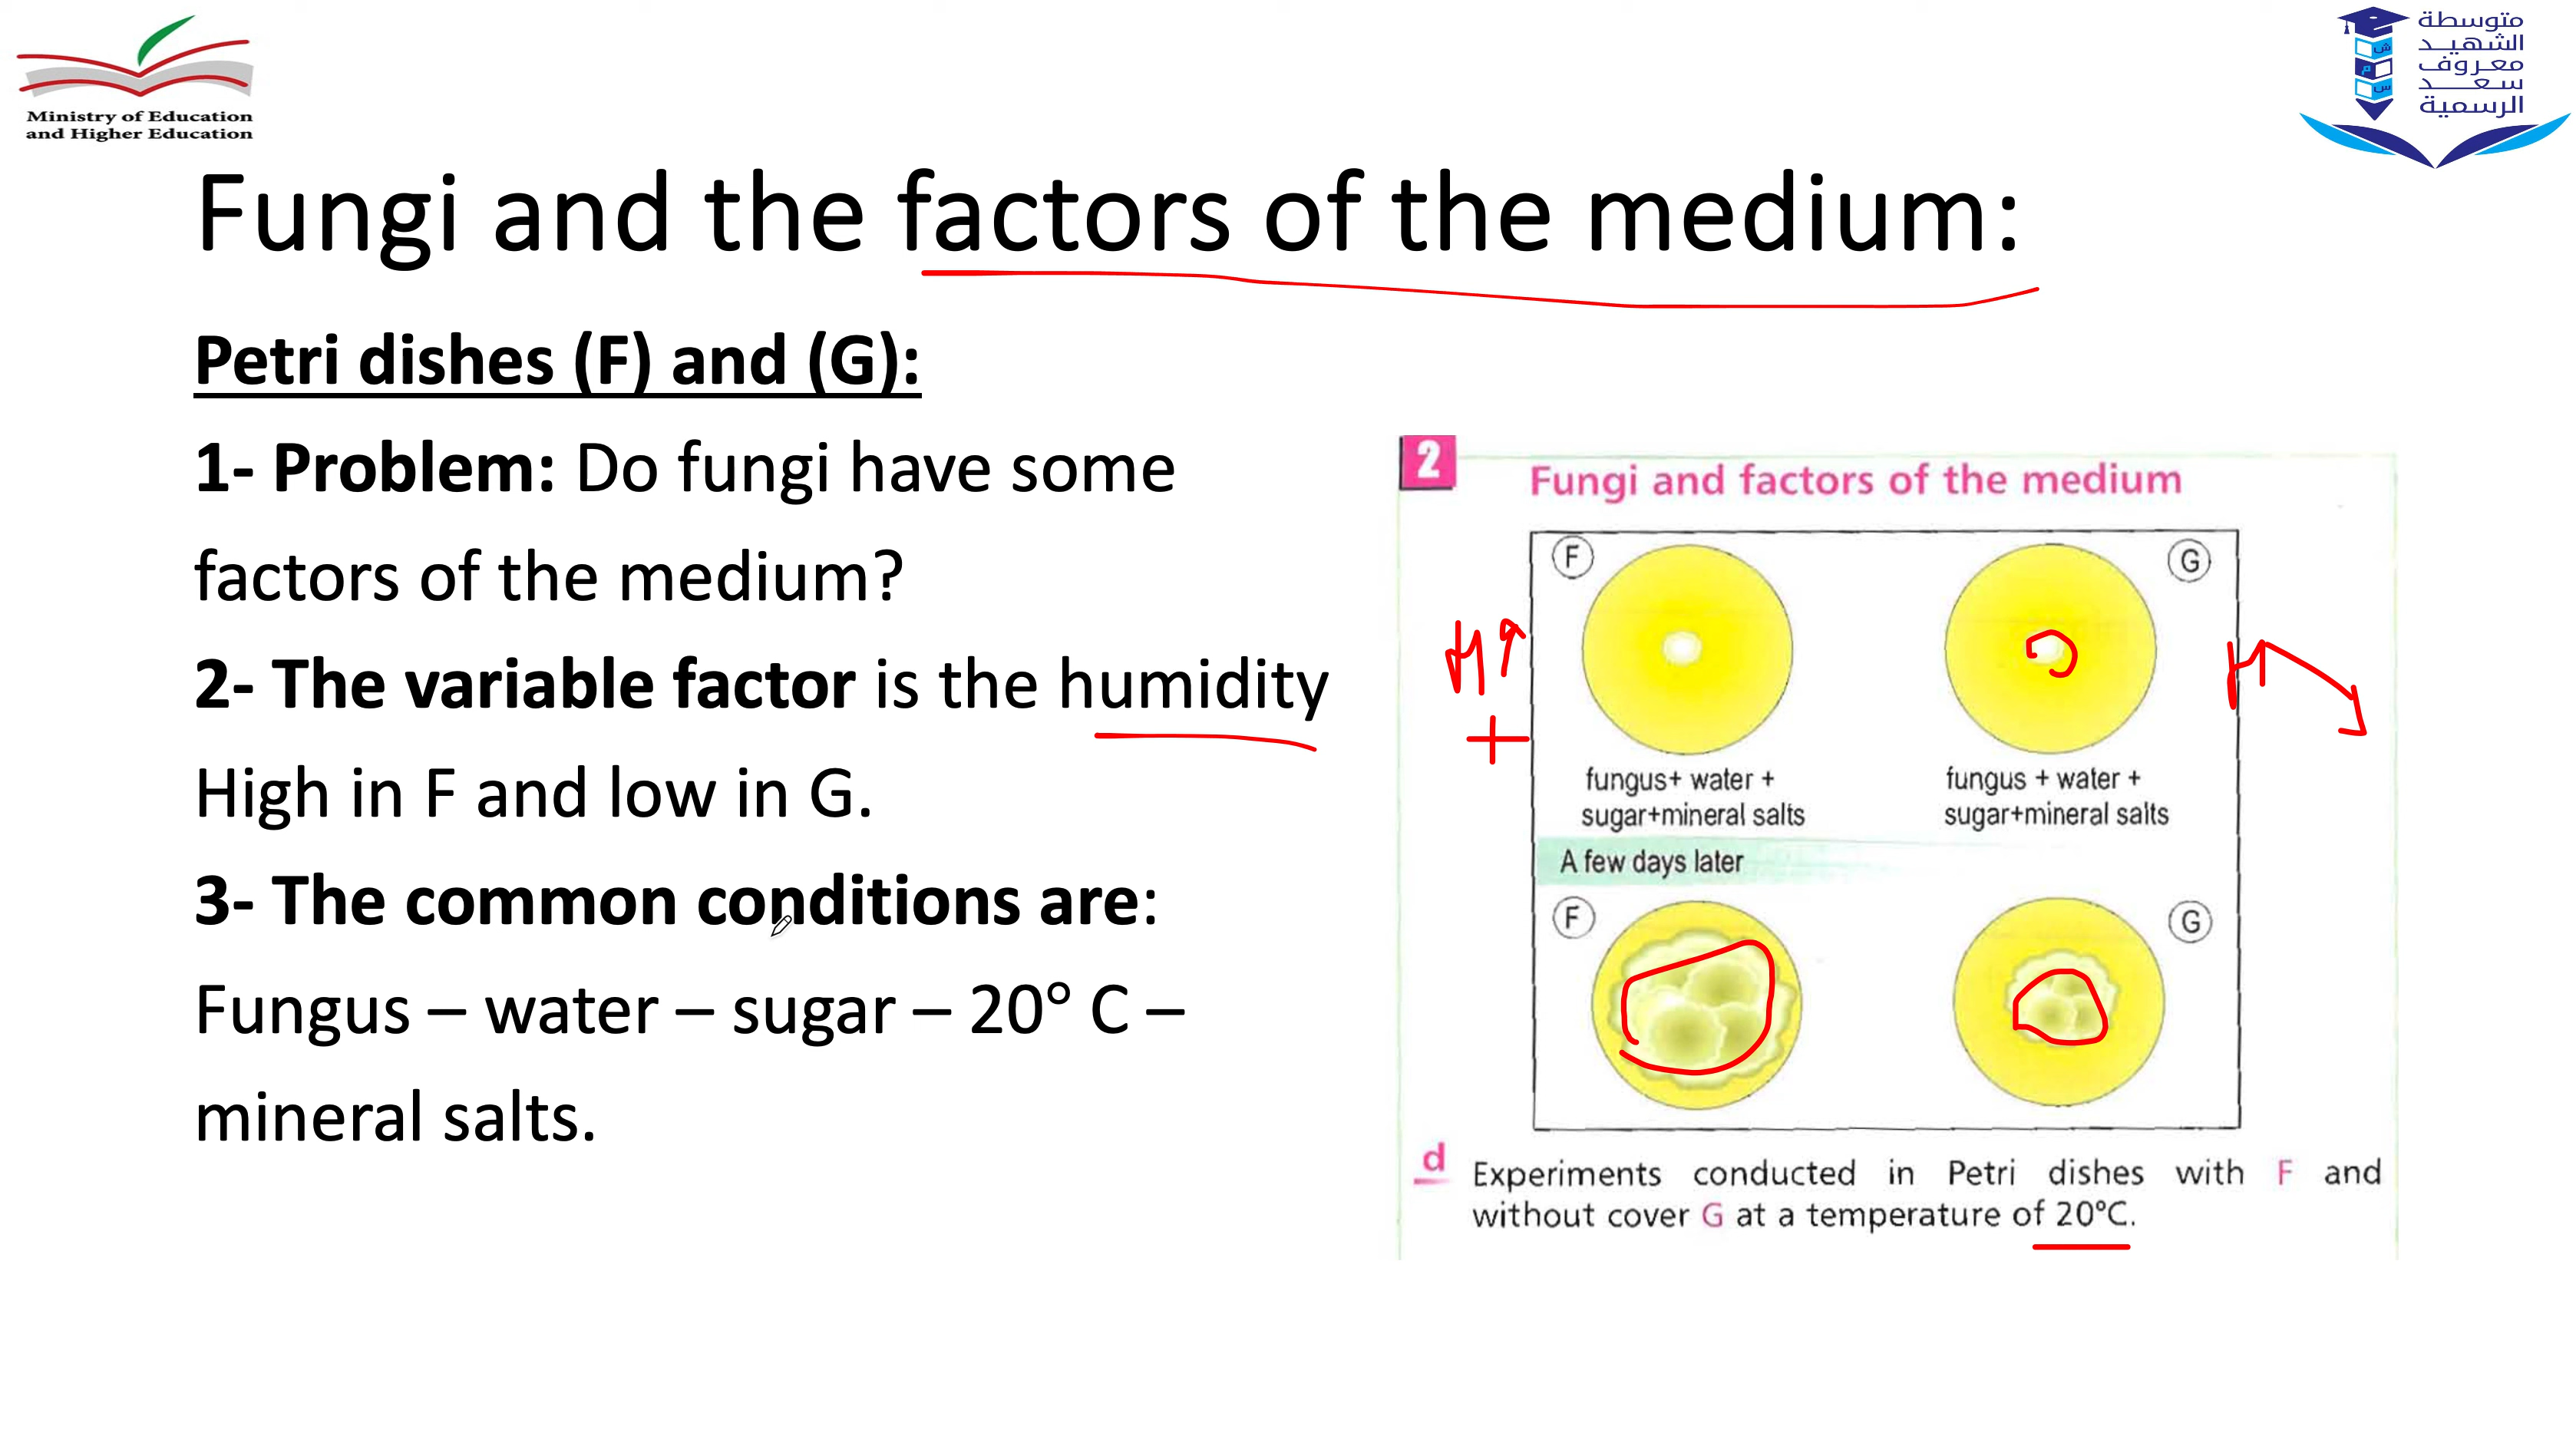 Ministry of Education
and Higher Education
متوسطة
الشهيد
معروف
سعد
الرسمية
ش
م
س
Fungi and the factors of the medium:
Petri dishes (F) and (G):
1- Problem: Do fungi have some
factors of the medium?
2- The variable factor is the humidity
High in F and low in G.
3- The common conditions are:
Fungus – water – sugar – 20° C –
mineral salts.
2
Fungi and factors of the medium
F
G
H
+
H
fungus+ water +
sugar+mineral salts
fungus + water +
sugar+mineral salts
A few days later
F
G
d
Experiments conducted in Petri dishes with F and
without cover G at a temperature of 20°C.